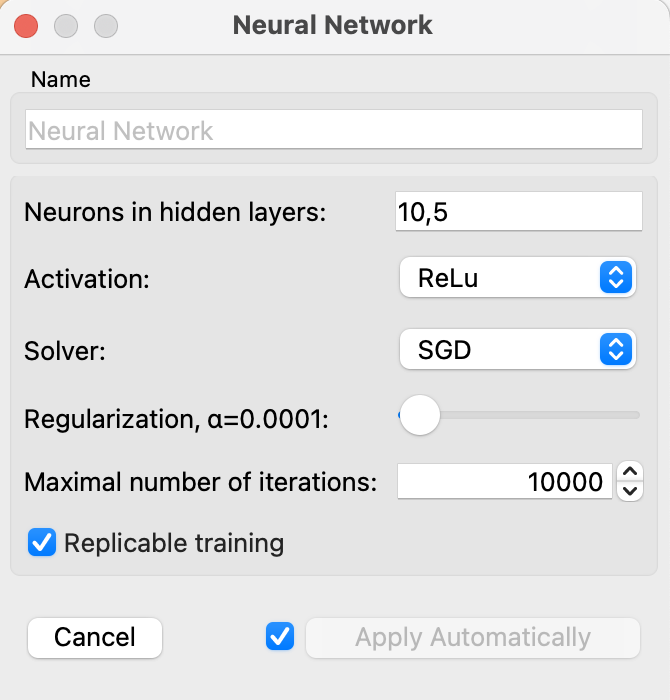 Neural Network
Name
Neural Network
Neurons in hidden layers: 10,5
Activation: ReLu
Solver: SGD
Regularization, α=0.0001:
Maximal number of iterations: 10000
Replicable training
Cancel Apply Automatically